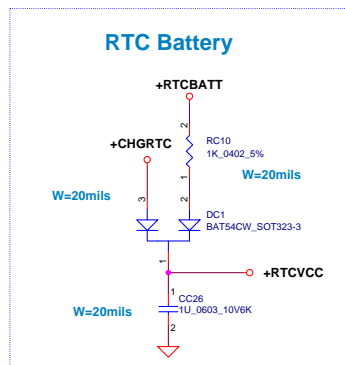 RTC Battery
+RTCBATT
2
RC10
1K_0402_5%
+CHGRTC
1
W=20mils
W=20mils
3
2
DC1
BAT54CW_SOT323-3
1
+RTCVCC
1
CC26
1U_0603_10V6K
W=20mils
2